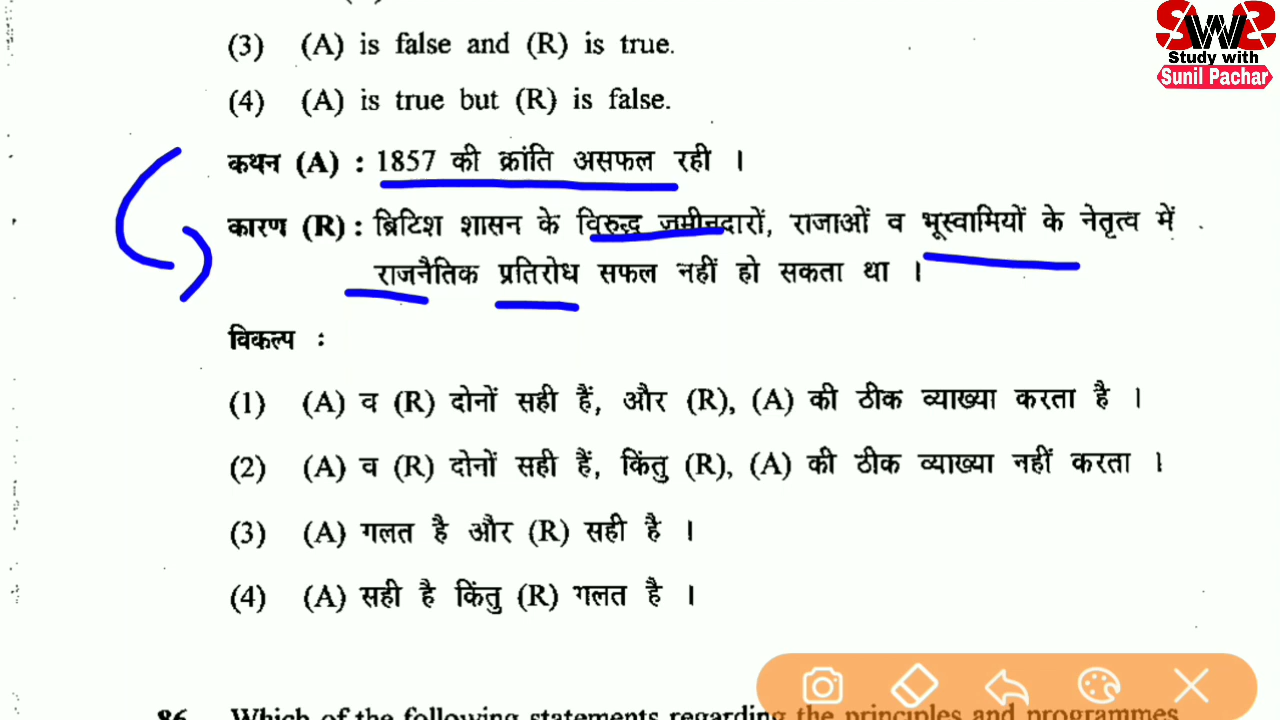 SWS
Study with
Sunil Pachar
(3) (A) is false and (R) is true.
(4) (A) is true but (R) is false.
कथन (A) : 1857 की क्रांति असफल रही ।
कारण (R) : ब्रिटिश शासन के विरुद्ध ज़मीनदारों, राजाओं व भूस्वामियों के नेतृत्व में
राजनैतिक प्रतिरोध सफल नहीं हो सकता था ।
विकल्प :
(1) (A) व (R) दोनों सही हैं, और (R), (A) की ठीक व्याख्या करता है ।
(2) (A) व (R) दोनों सही हैं, किंतु (R), (A) की ठीक व्याख्या नहीं करता ।
(3) (A) गलत है और (R) सही है ।
(4) (A) सही है किंतु (R) गलत है ।
86. Which of the following statements regarding the principles and programmes